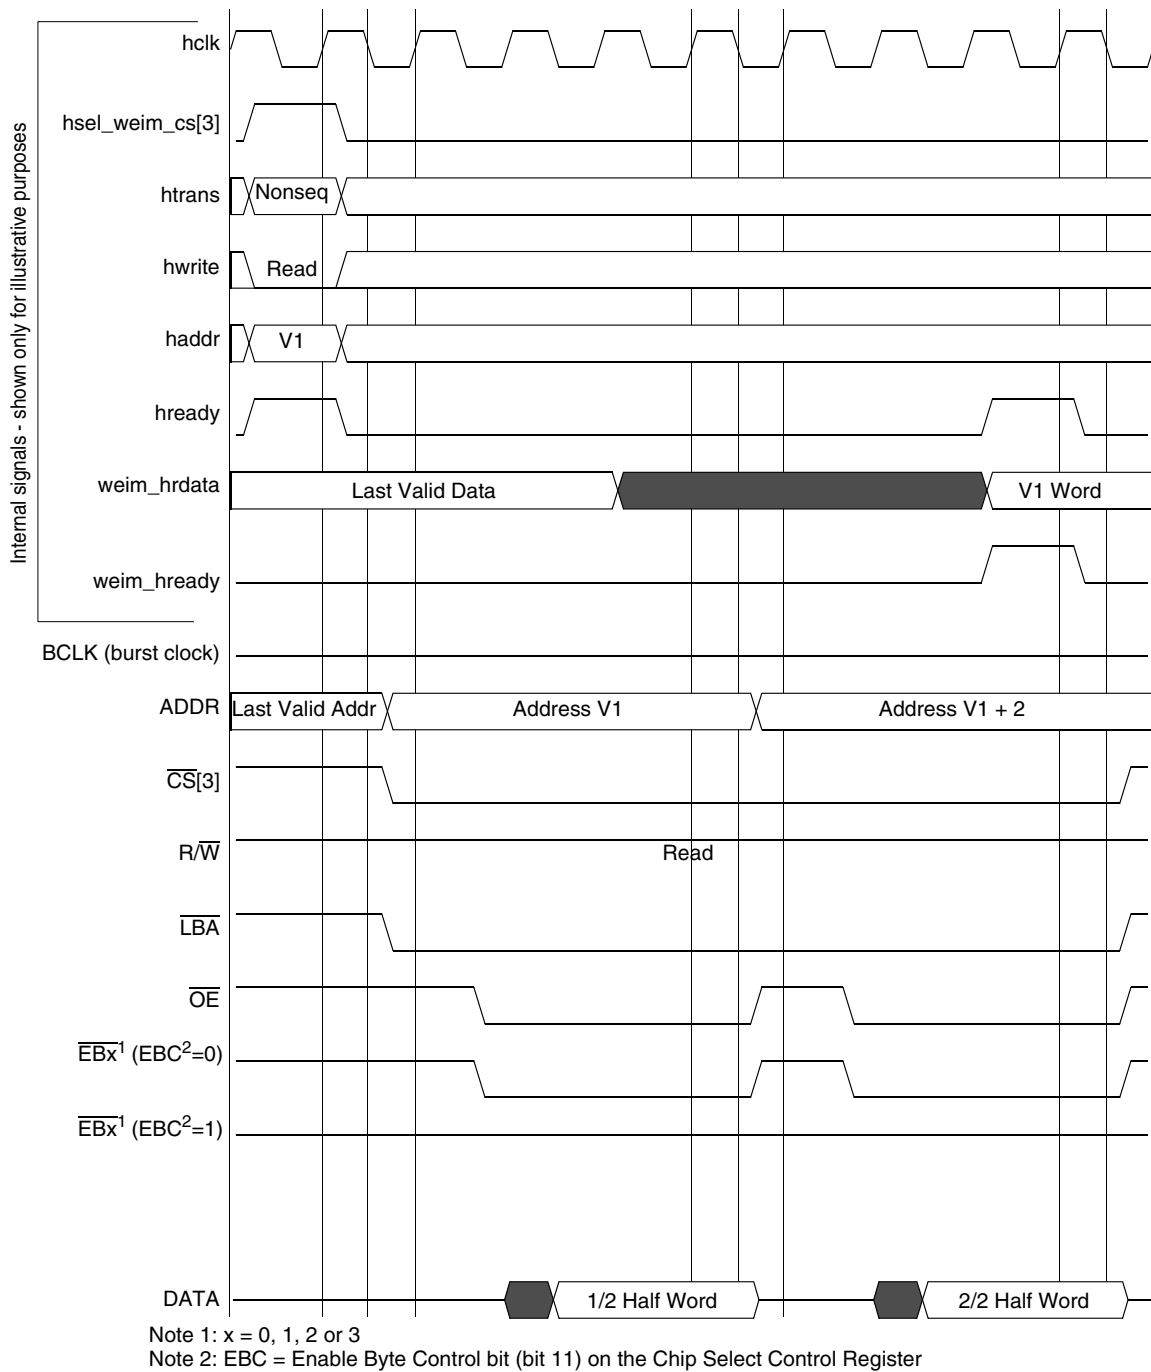 Internal signals - shown only for illustrative purposes
hclk
hsel_weim_cs[3]
htrans
Nonseq
hwrite
Read
haddr
V1
hready
weim_hrdata
Last Valid Data
V1 Word
weim_hready
BCLK (burst clock)
ADDR
Last Valid Addr
Address V1
Address V1 + 2
CS[3]
R/W
Read
LBA
OE
EBx1 (EBC2=0)
EBx1 (EBC2=1)
DATA
1/2 Half Word
2/2 Half Word
Note 1: x = 0, 1, 2 or 3
Note 2: EBC = Enable Byte Control bit (bit 11) on the Chip Select Control Register